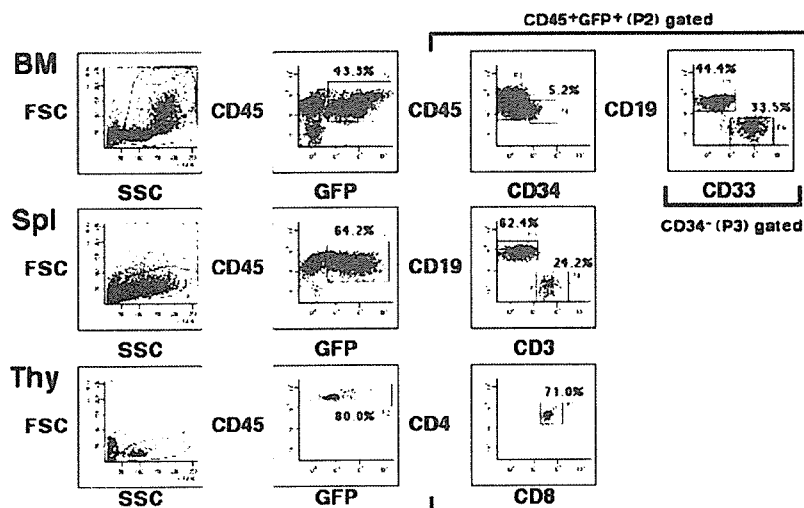 CD45⁺GFP⁺ (P2) gated
BM
FSC
SSC
CD45
43.3%
GFP
CD45
5.2%
CD34
CD19
44.4%
33.5%
CD33
CD34⁻ (P3) gated
Spl
FSC
SSC
CD45
64.2%
GFP
CD19
62.4%
24.2%
CD3
Thy
FSC
SSC
CD45
80.0%
GFP
CD4
71.0%
CD8